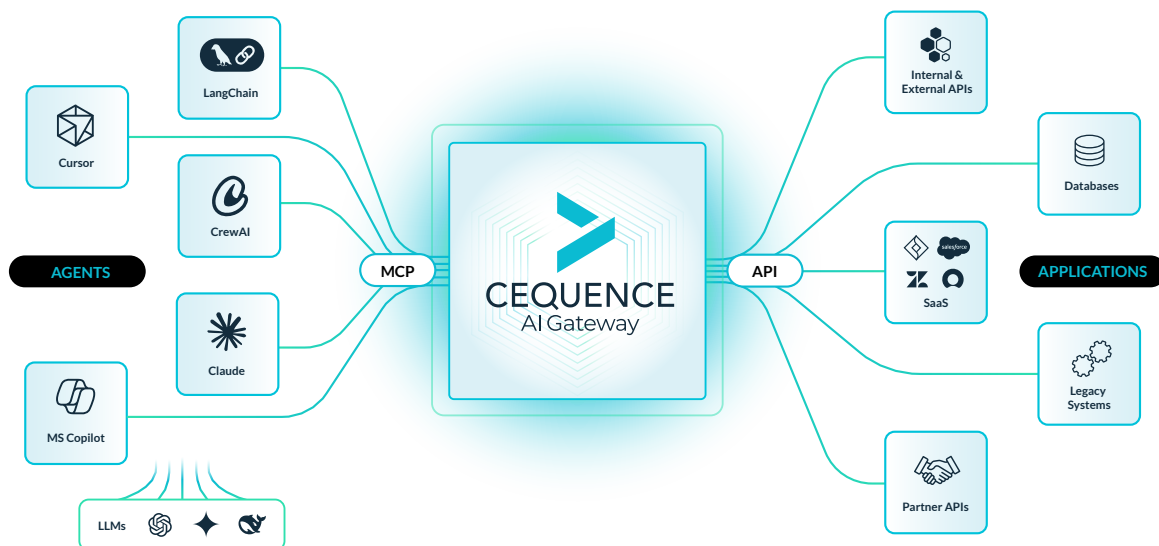 LangChain
Cursor
CrewAI
AGENTS
Claude
MS Copilot
LLMs
MCP
CEQUENCE
AI Gateway
API
Internal &
External APIs
Databases
salesforce
SaaS
APPLICATIONS
Legacy
Systems
Partner APIs